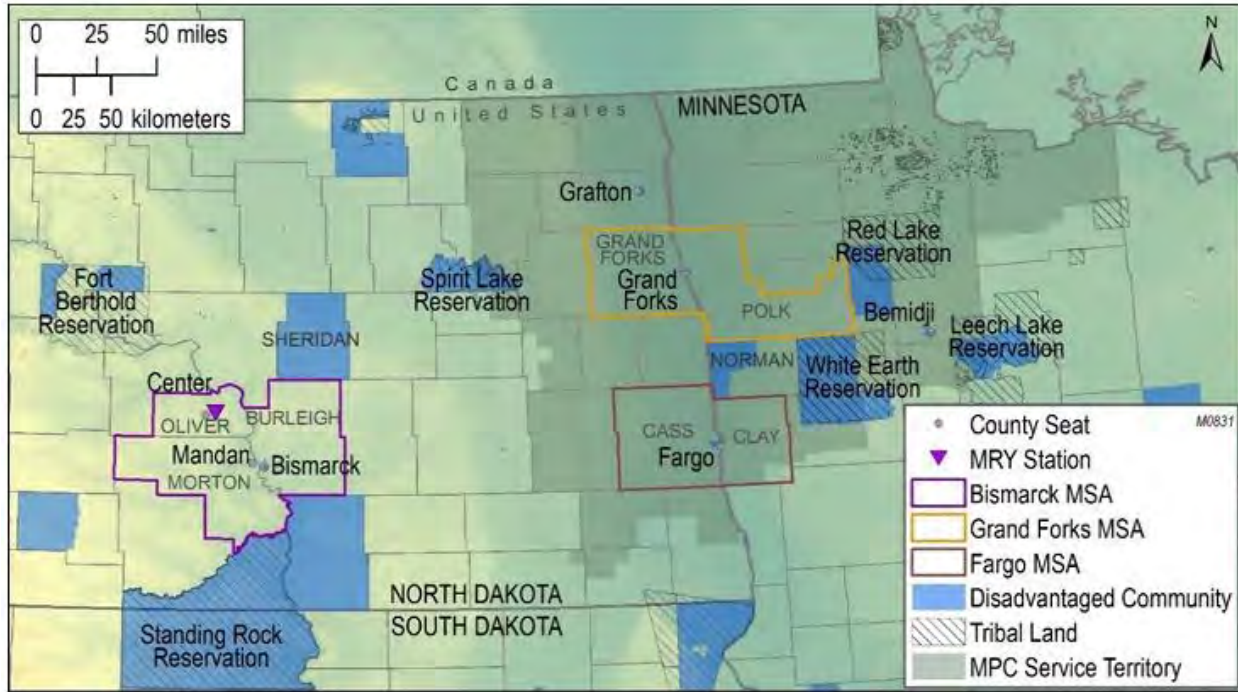 0 25 50 miles
0 25 50 kilometers
N
Canada
United States
MINNESOTA
Grafton
GRAND
FORKS
Grand
Forks
Red Lake
Reservation
Fort
Berthold
Reservation
Spirit Lake
Reservation
POLK
Bemidji
Leech Lake
Reservation
SHERIDAN
NORMAN
White Earth
Reservation
Center
OLIVER
BURLEIGH
Mandan
Bismarck
MORTON
CASS
CLAY
Fargo
NORTH DAKOTA
SOUTH DAKOTA
Standing Rock
Reservation
County Seat
M0831
MRY Station
Bismarck MSA
Grand Forks MSA
Fargo MSA
Disadvantaged Community
Tribal Land
MPC Service Territory